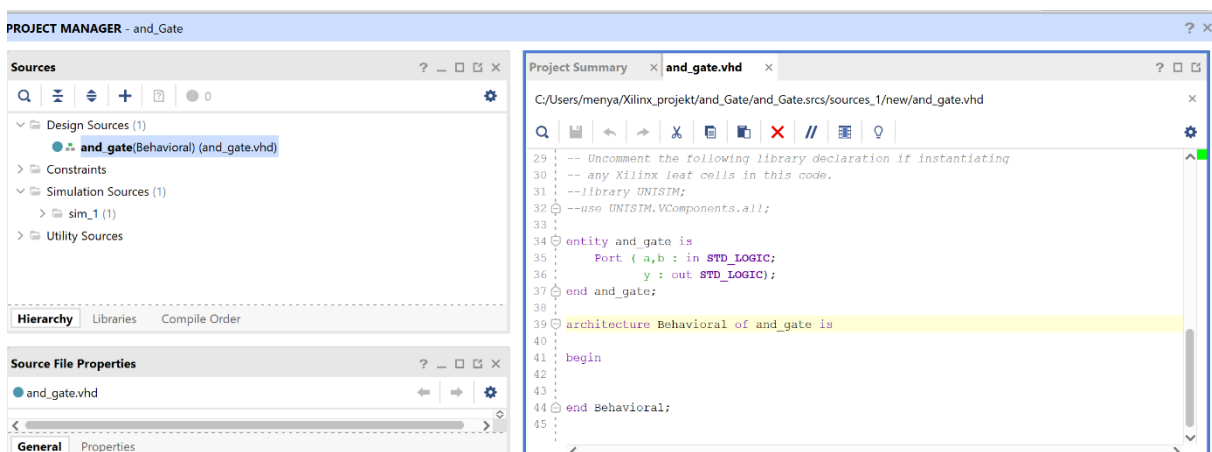 PROJECT MANAGER - and_Gate
Sources
0
Design Sources (1)
and_gate(Behavioral) (and_gate.vhd)
Constraints
Simulation Sources (1)
sim_1 (1)
Utility Sources
Hierarchy Libraries Compile Order
Source File Properties
and_gate.vhd
General Properties
Project Summary and_gate.vhd
C:/Users/menya/Xilinx_projekt/and_Gate/and_Gate.srcs/sources_1/new/and_gate.vhd
29 -- Uncomment the following library declaration if instantiating
30 -- any Xilinx leaf cells in this code.
31 --library UNISIM;
32 --use UNISIM.VComponents.all;
33
34 entity and_gate is
35 Port ( a,b : in STD_LOGIC;
36 y : out STD_LOGIC);
37 end and_gate;
38
39 architecture Behavioral of and_gate is
40
41 begin
42
43
44 end Behavioral;
45